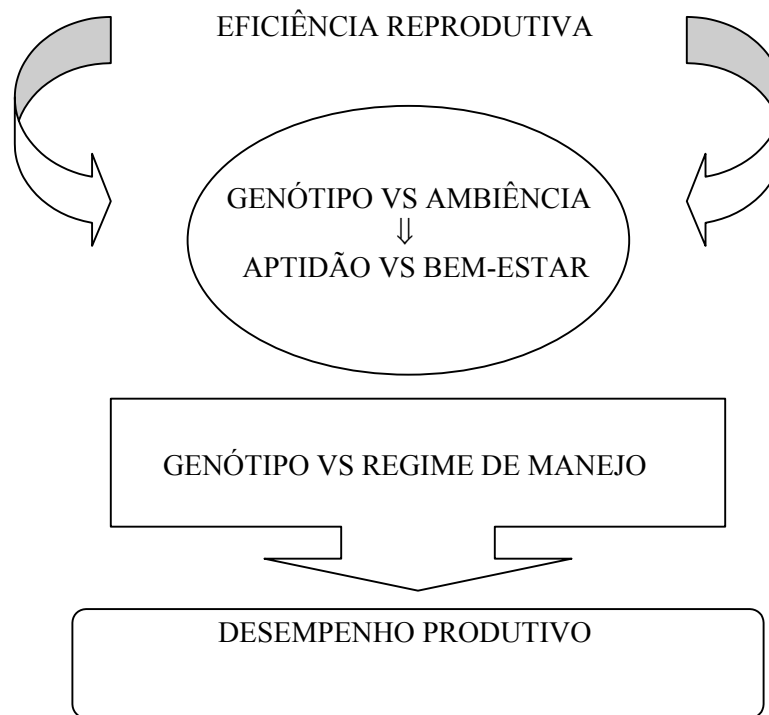 EFICIÊNCIA REPRODUTIVA
GENÓTIPO VS AMBIÊNCIA
⇓
APTIDÃO VS BEM-ESTAR
GENÓTIPO VS REGIME DE MANEJO
DESEMPENHO PRODUTIVO